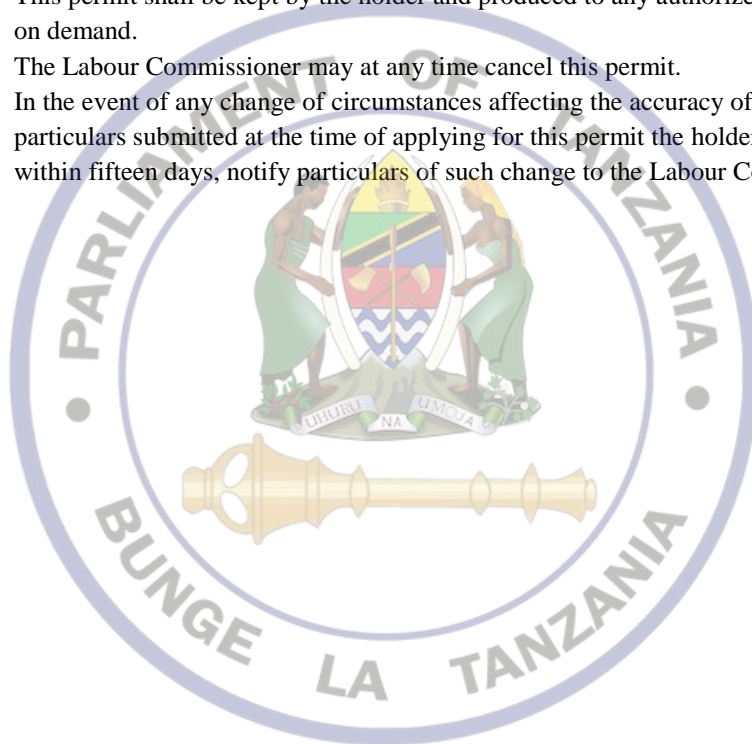 This permit shall be kept by the holder and produced to any authorize
on demand.
The Labour Commissioner may at any time cancel this permit.
In the event of any change of circumstances affecting the accuracy of
particulars submitted at the time of applying for this permit the holder
within fifteen days, notify particulars of such change to the Labour C
PARLIAMENT OF TANZANIA
UHURU NA UMOJA
BUNGE LA TANZANIA